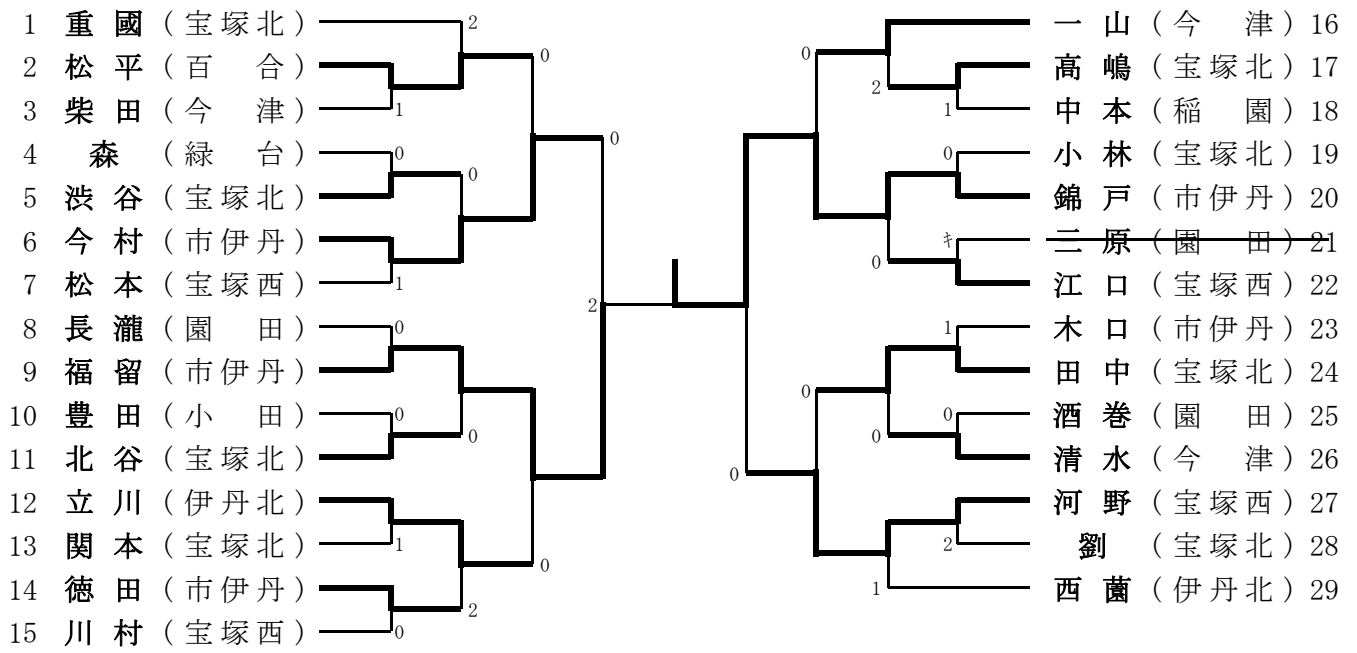 1 重國 (宝塚北) 2
2 松平 (百　合) 0
3 柴田 (今　津) 1
4 森 (緑　台) 0
5 渋谷 (宝塚北) 0
6 今村 (市伊丹)
7 松本 (宝塚西) 1
8 長瀧 (園　田) 0
9 福留 (市伊丹)
10 豊田 (小　田) 0
11 北谷 (宝塚北) 0
12 立川 (伊丹北)
13 関本 (宝塚北) 1
14 徳田 (市伊丹) 0
15 川村 (宝塚西) 0 2
0
2
0 一山 (今　津) 16
高嶋 (宝塚北) 17
2 1 中本 (稲　園) 18
0 小林 (宝塚北) 19
錦戸 (市伊丹) 20
ｷ 三原 (園　田) 21
0 江口 (宝塚西) 22
1 木口 (市伊丹) 23
0 田中 (宝塚北) 24
0 酒巻 (園　田) 25
0 清水 (今　津) 26
0 河野 (宝塚西) 27
2 劉 (宝塚北) 28
1 西薗 (伊丹北) 29